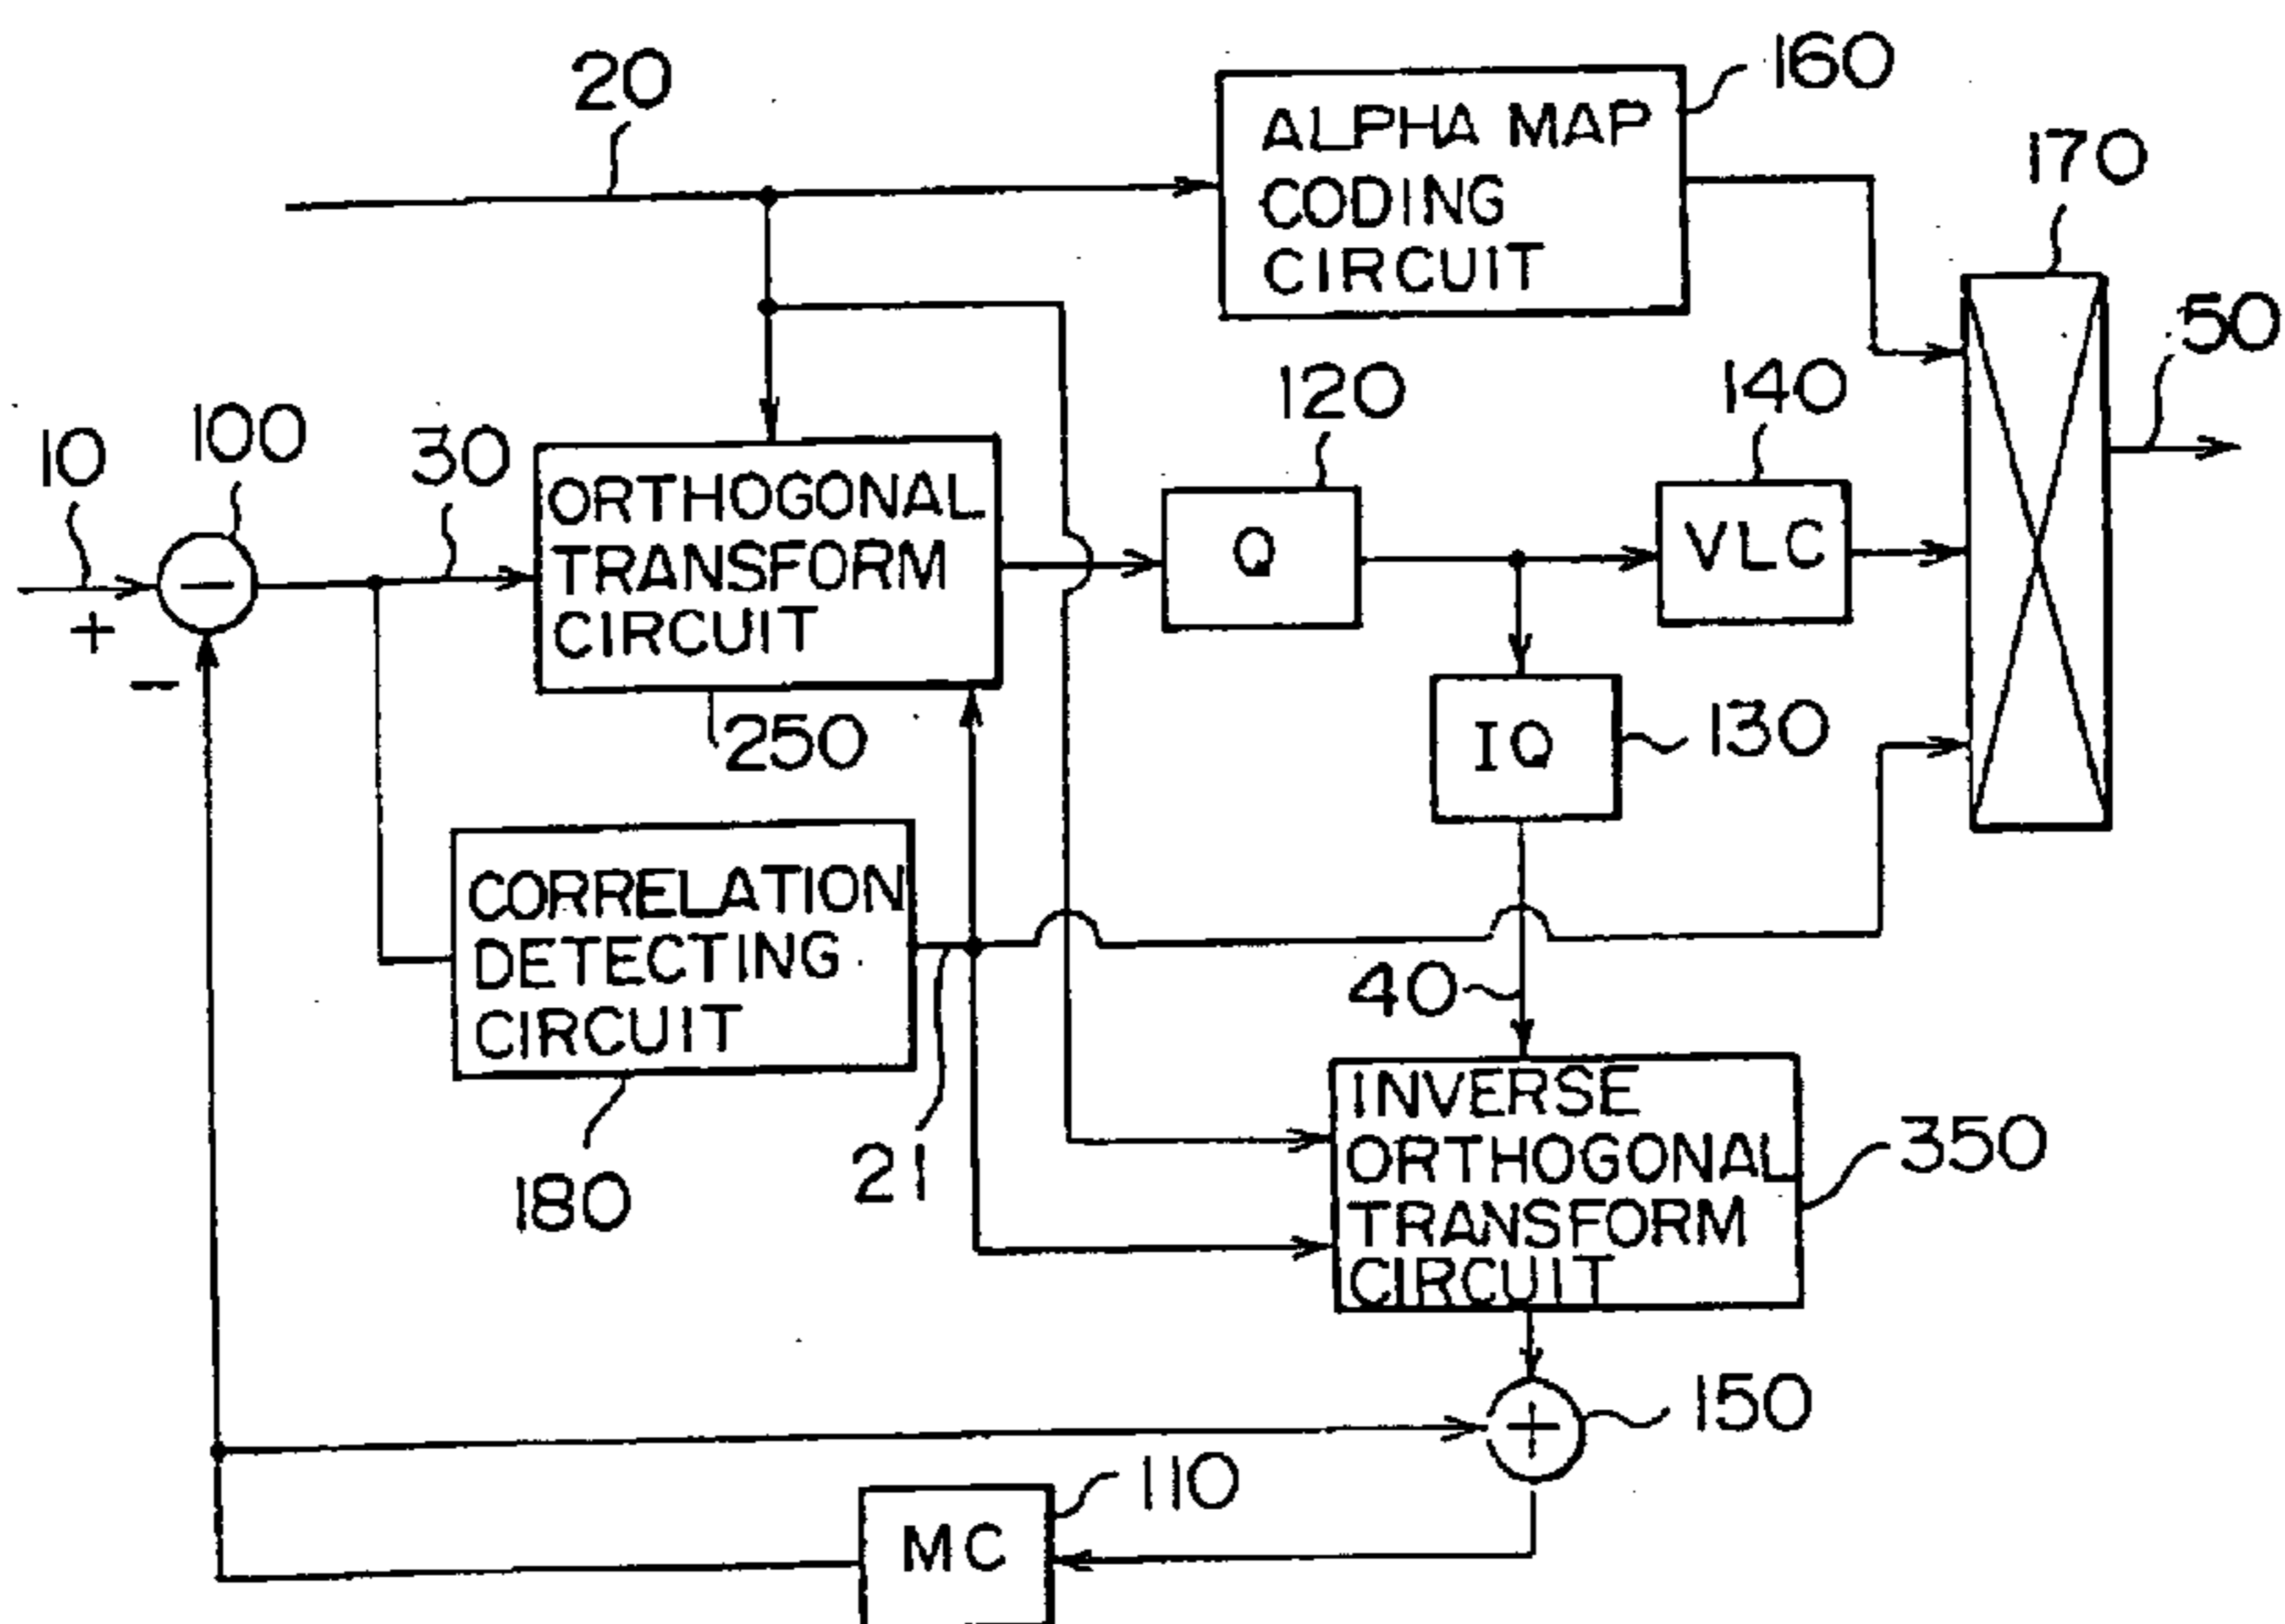 20
160
ALPHA MAP
CODING
CIRCUIT
170
50
10
100
30
ORTHOGONAL
TRANSFORM
CIRCUIT
250
120
Q
140
VLC
+
−
−
IQ
130
CORRELATION
DETECTING
CIRCUIT
180
21
40
INVERSE
ORTHOGONAL
TRANSFORM
CIRCUIT
350
+
150
110
MC